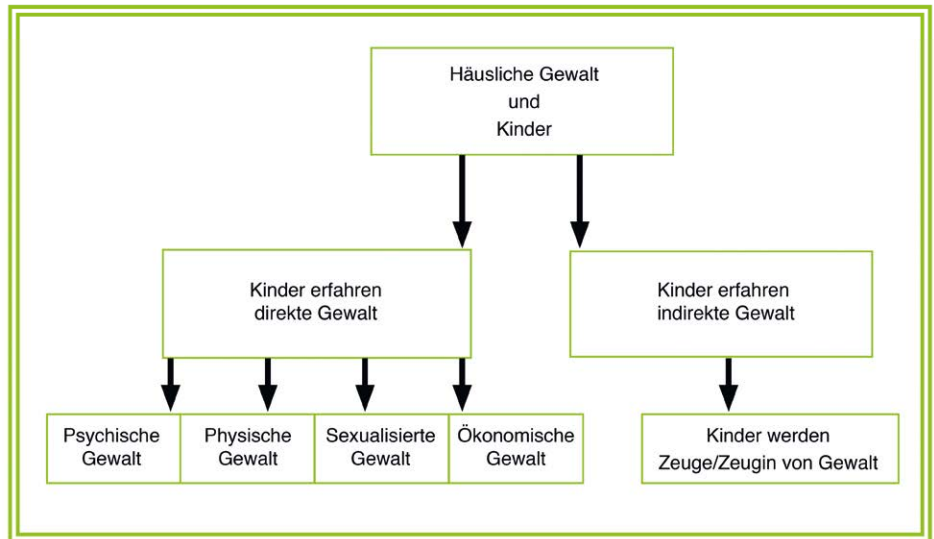 Häusliche Gewalt
und
Kinder
Kinder erfahren
direkte Gewalt
Kinder erfahren
indirekte Gewalt
Psychische
Gewalt
Physische
Gewalt
Sexualisierte
Gewalt
Ökonomische
Gewalt
Kinder werden
Zeuge/Zeugin von Gewalt